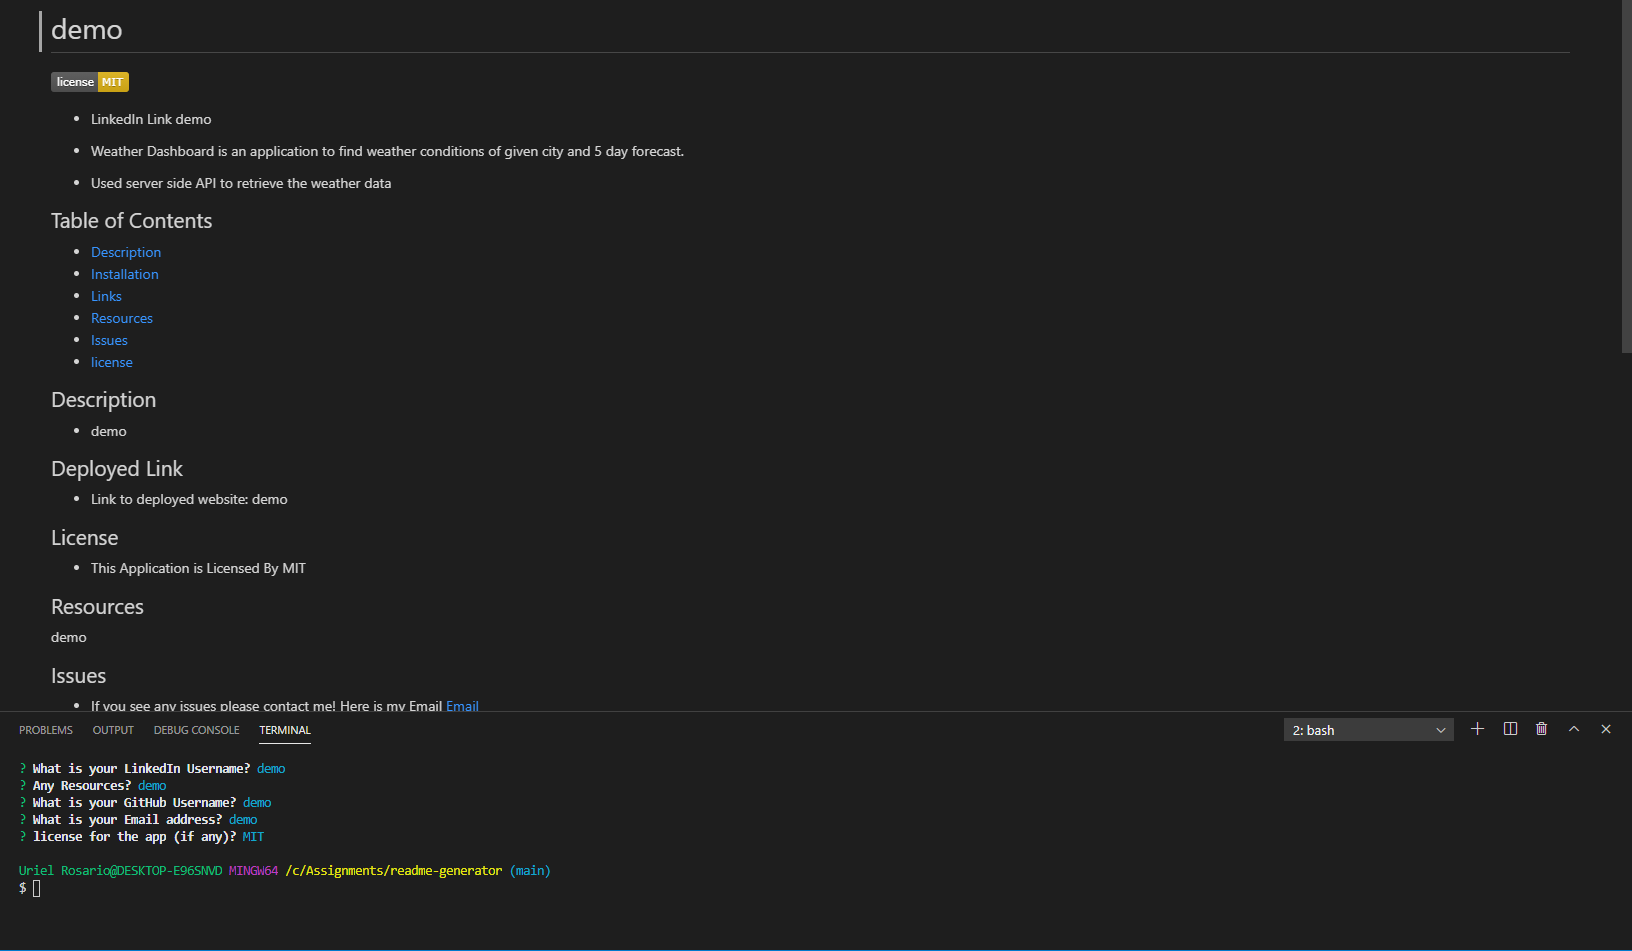 demo
license MIT
LinkedIn Link demo
Weather Dashboard is an application to find weather conditions of given city and 5 day forecast.
Used server side API to retrieve the weather data
Table of Contents
Description
Installation
Links
Resources
Issues
license
Description
demo
Deployed Link
Link to deployed website: demo
License
This Application is Licensed By MIT
Resources
demo
Issues
If you see any issues please contact me! Here is my Email Email
PROBLEMS OUTPUT DEBUG CONSOLE TERMINAL 2: bash
? What is your LinkedIn Username? demo
? Any Resources? demo
? What is your GitHub Username? demo
? What is your Email address? demo
? license for the app (if any)? MIT
Uriel Rosario@DESKTOP-E96SNVD MINGW64 /c/Assignments/readme-generator (main)
$